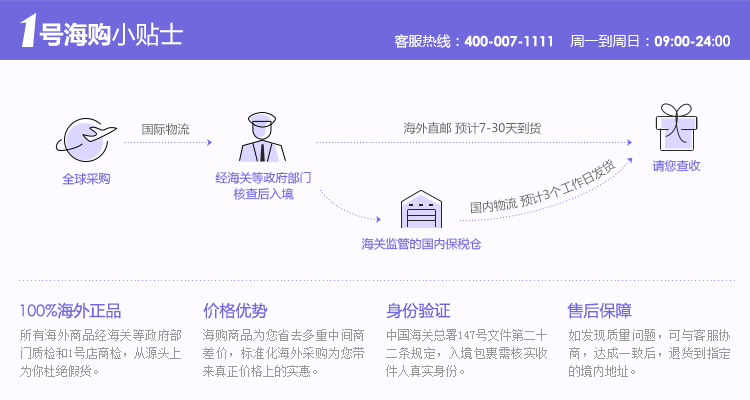 1号海购小贴士
客服热线：400-007-1111 周一到周日：09:00-24:00
国际物流
海外直邮 预计7-30天到货
全球采购
经海关等政府部门
核查后入境
请您查收
国内物流 预计3个工作日发货
海关监管的国内保税仓
100%海外正品
所有海外商品经海关等政府部
门质检和1号店商检，从源头上
为你杜绝假货。
价格优势
海购商品为您省去多重中间商
差价，标准化海外采购为您带
来真正价格上的实惠。
身份验证
中国海关总署147号文件第二十
二条规定，入境包裹需核实收
件人真实身份。
售后保障
如发现质量问题，可与客服协
商，达成一致后，退货到指定
的境内地址。